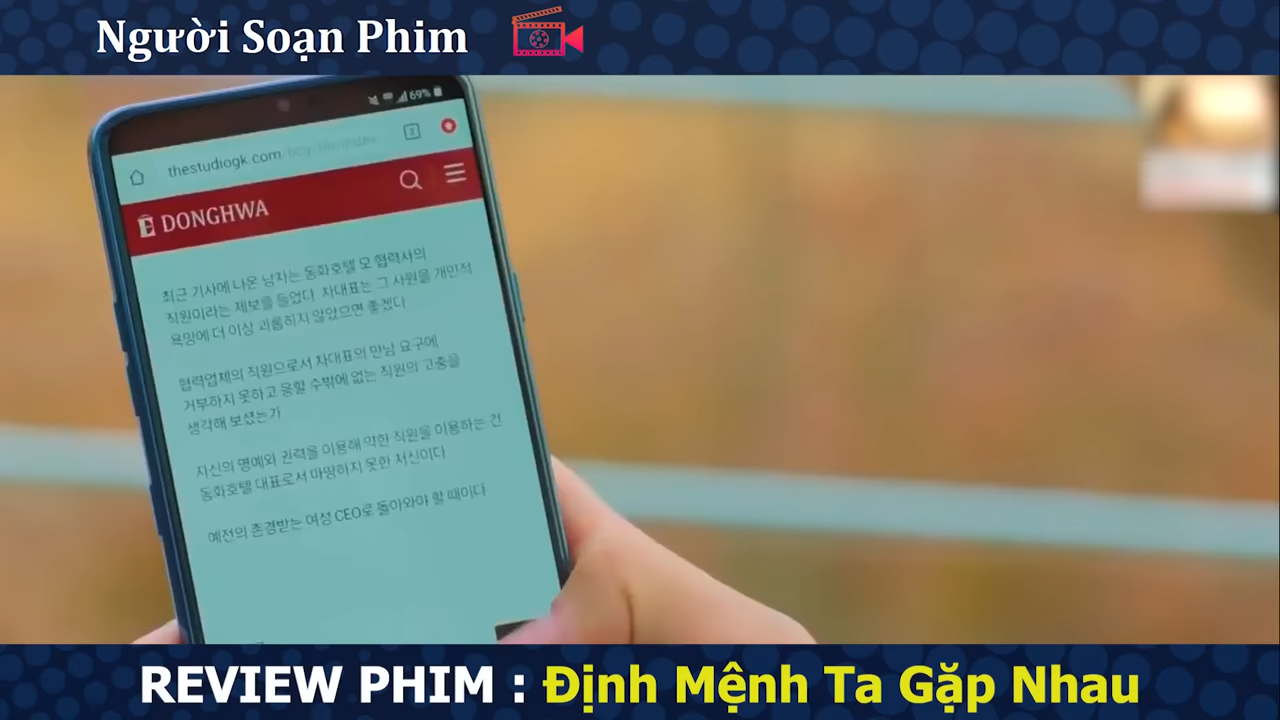 Người Soạn Phim
69%
thestudiogk.com
2
DONGHWA
최근 기사에 나온 남자는 동화호텔 모 협력사의
직원이라는 제보를 들었다. 차대표는 그 사원을 개인적
욕망에 더 이상 괴롭히지 않았으면 좋겠다
협력업체의 직원으로서 차대표의 만남 요구에
거부하지 못하고 응할 수밖에 없는 직원의 고충을
생각해 보셨는가
자신의 명예와 권력을 이용해 약한 직원을 이용하는 건
동화호텔 대표로서 마땅하지 못한 처신이다
예전의 존경받는 여성 CEO로 돌아와야 할 때이다
REVIEW PHIM : Định Mệnh Ta Gặp Nhau